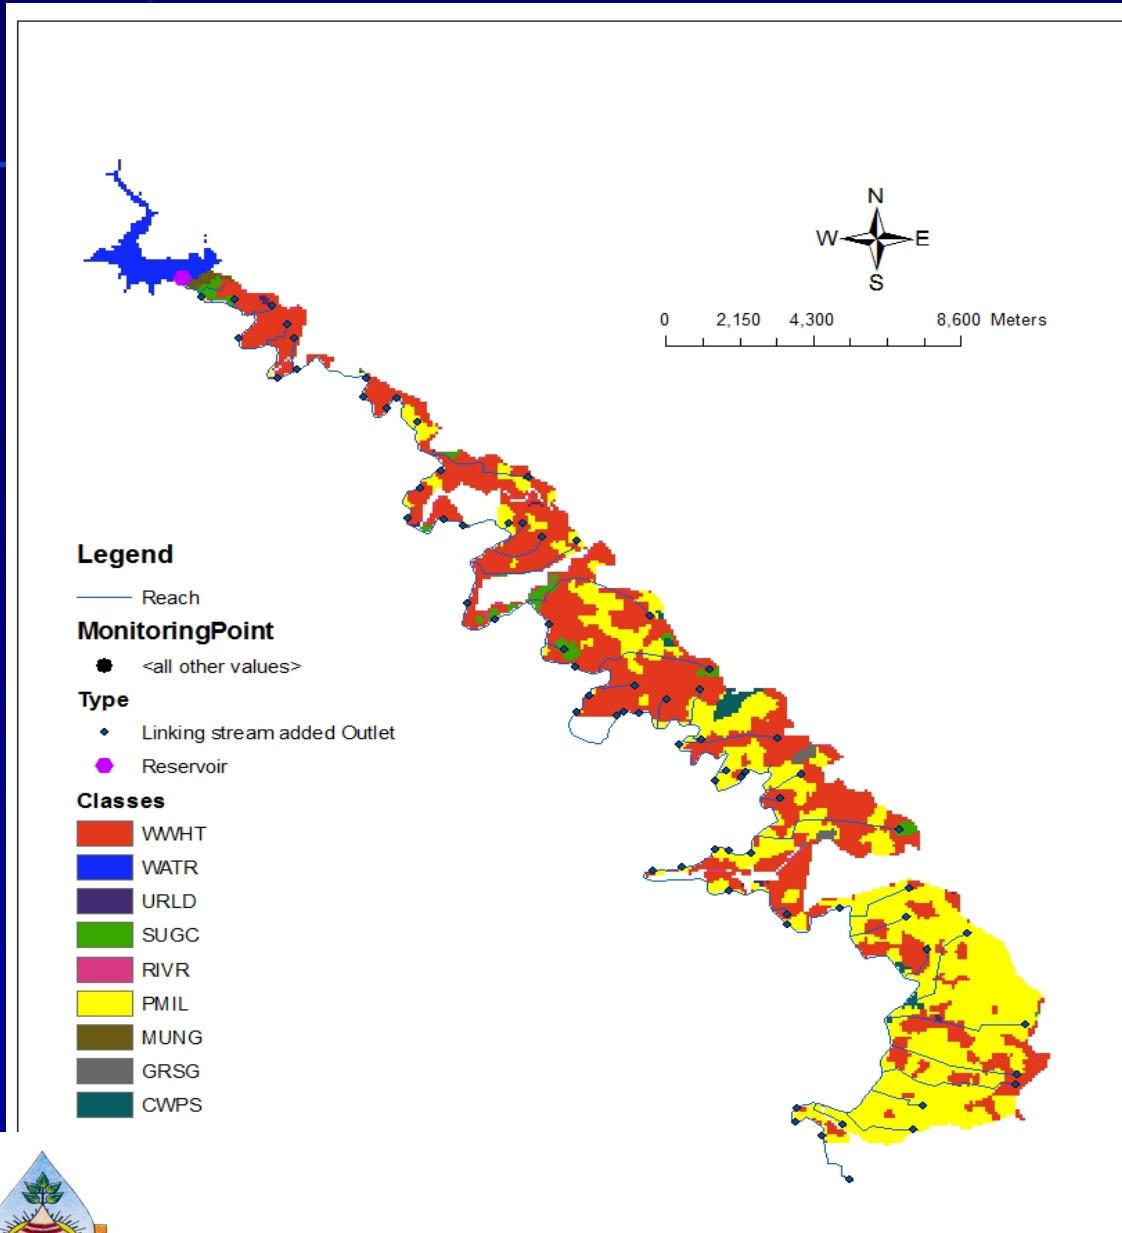 N
W E
S
0 2,150 4,300 8,600 Meters
Legend
Reach
MonitoringPoint
<all other values>
Type
Linking stream added Outlet
Reservoir
Classes
WWHT
WATR
URLD
SUGC
RIVR
PMIL
MUNG
GRSG
CWPS